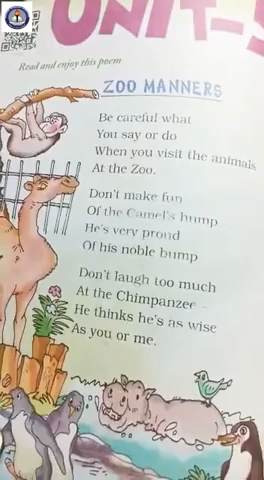 UNIT-5
Read and enjoy this poem
ZOO MANNERS
Be careful what
You say or do
When you visit the animals
At the Zoo.
Don't make fun
Of the Camel's hump
He's very proud
Of his noble bump
Don't laugh too much
At the Chimpanzee
He thinks he's as wise
As you or me.